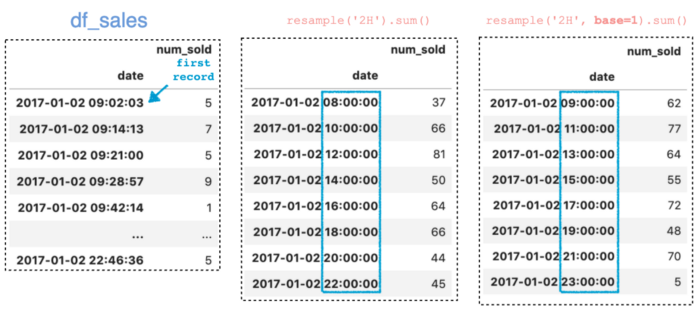 df_sales
num_sold
first
record
date
2017-01-02 09:02:03 5
2017-01-02 09:14:13 7
2017-01-02 09:21:00 5
2017-01-02 09:28:57 9
2017-01-02 09:42:14 1
... ...
2017-01-02 22:46:36 5
resample('2H').sum()
num_sold
date
2017-01-02 08:00:00 37
2017-01-02 10:00:00 66
2017-01-02 12:00:00 81
2017-01-02 14:00:00 50
2017-01-02 16:00:00 64
2017-01-02 18:00:00 66
2017-01-02 20:00:00 44
2017-01-02 22:00:00 45
resample('2H', base=1).sum()
num_sold
date
2017-01-02 09:00:00 62
2017-01-02 11:00:00 77
2017-01-02 13:00:00 64
2017-01-02 15:00:00 55
2017-01-02 17:00:00 72
2017-01-02 19:00:00 48
2017-01-02 21:00:00 70
2017-01-02 23:00:00 5